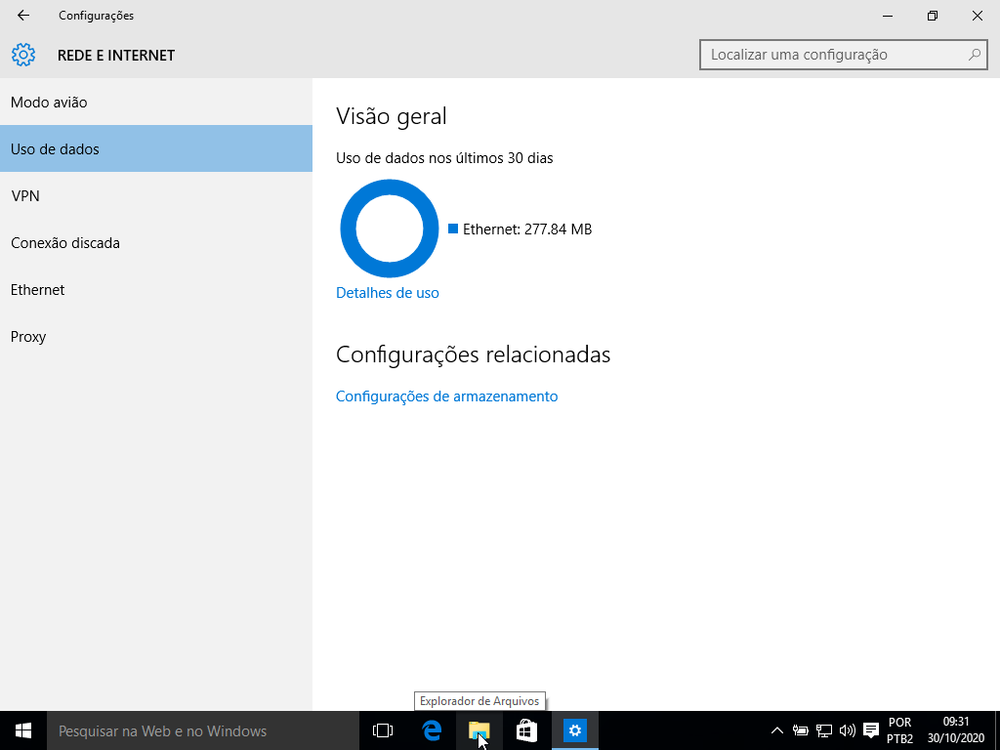 Configurações
REDE E INTERNET
Localizar uma configuração
Modo avião
Uso de dados
VPN
Conexão discada
Ethernet
Proxy
Visão geral
Uso de dados nos últimos 30 dias
Ethernet: 277.84 MB
Detalhes de uso
Configurações relacionadas
Configurações de armazenamento
Explorador de Arquivos
Pesquisar na Web e no Windows
POR
PTB2
09:31
30/10/2020